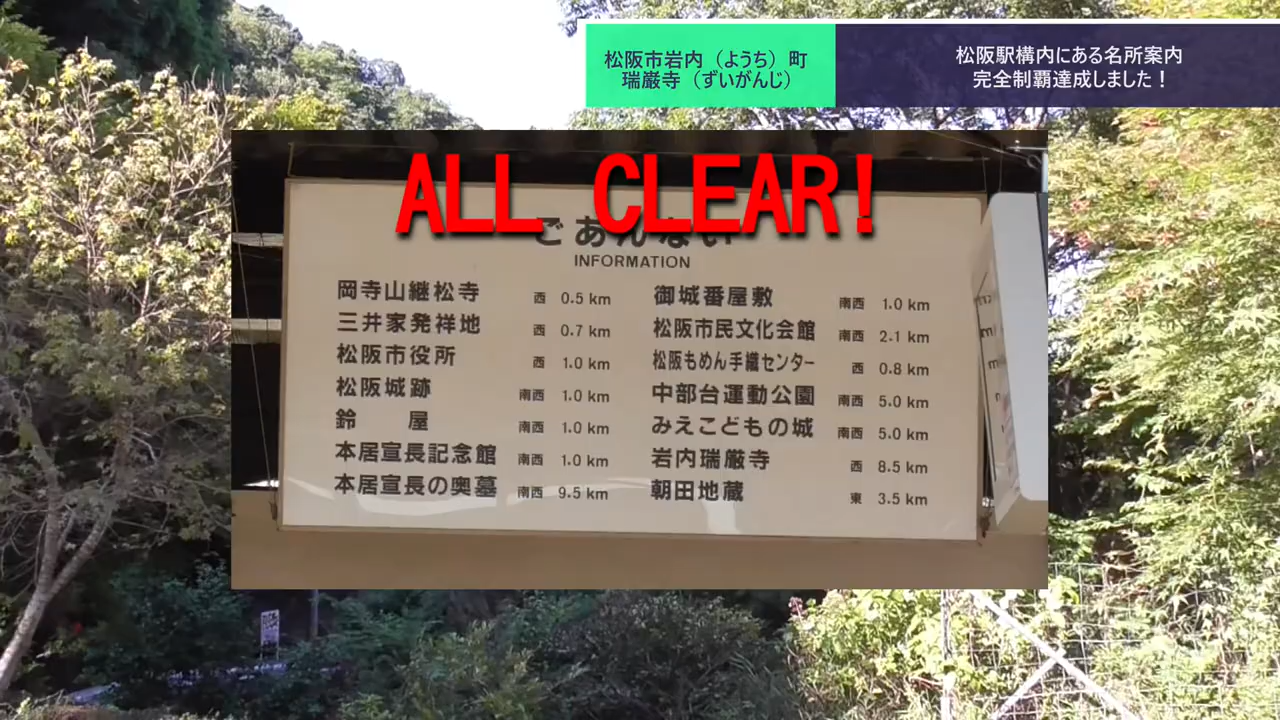 松阪市岩内（ようち）町
瑞巌寺（ずいがんじ）
松阪駅構内にある名所案内
完全制覇達成しました！
ALL CLEAR!
ごあんない
INFORMATION
岡寺山継松寺 西 0.5 km
三井家発祥地 西 0.7 km
松阪市役所 西 1.0 km
松阪城跡 南西 1.0 km
鈴 屋 南西 1.0 km
本居宣長記念館 南西 1.0 km
本居宣長の奥墓 南西 9.5 km
御城番屋敷 南西 1.0 km
松阪市民文化会館 南西 2.1 km
松阪もめん手織センター 西 0.8 km
中部台運動公園 南西 5.0 km
みえこどもの城 南西 5.0 km
岩内瑞厳寺 西 8.5 km
朝田地蔵 東 3.5 km